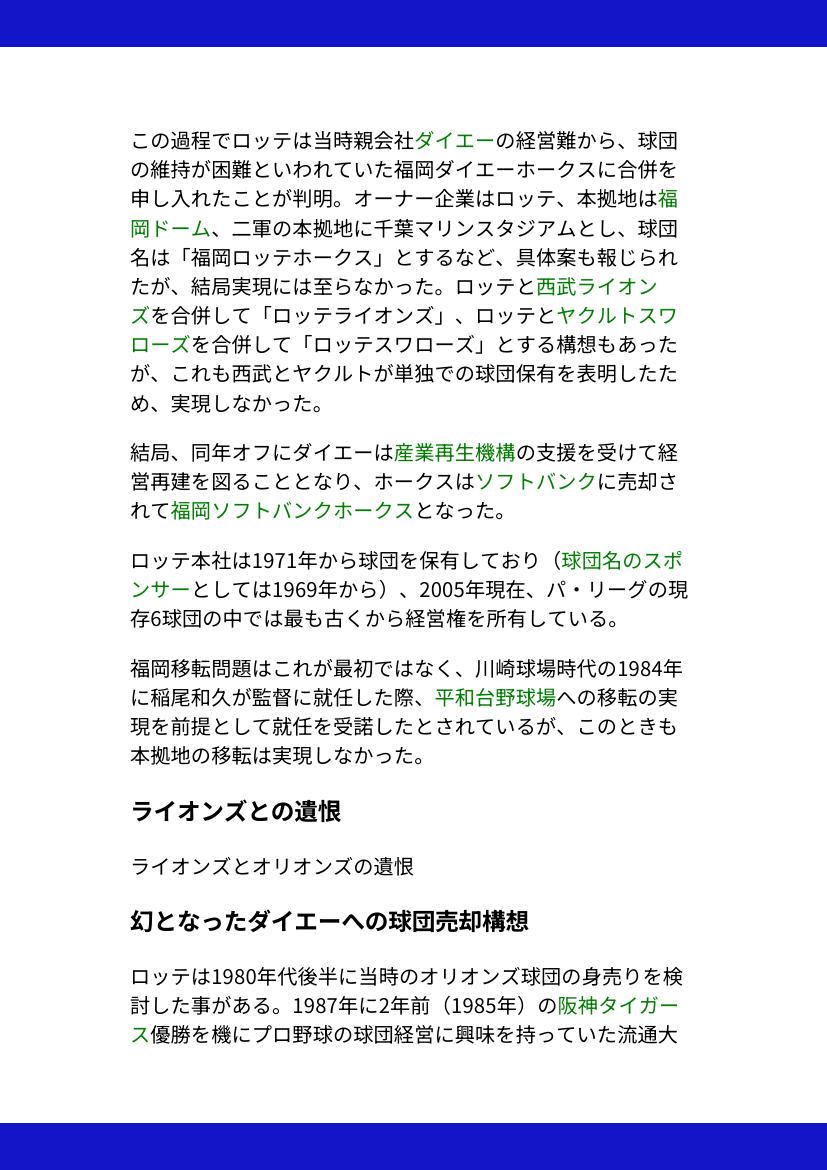 この過程でロッテは当時親会社ダイエーの経営難から、球団
の維持が困難といわれていた福岡ダイエーホークスに合併を
申し入れたことが判明。オーナー企業はロッテ、本拠地は福
岡ドーム、二軍の本拠地に千葉マリンスタジアムとし、球団
名は「福岡ロッテホークス」とするなど、具体案も報じられ
たが、結局実現には至らなかった。ロッテと西武ライオン
ズを合併して「ロッテライオンズ」、ロッテとヤクルトスワ
ローズを合併して「ロッテスワローズ」とする構想もあった
が、これも西武とヤクルトが単独での球団保有を表明したた
め、実現しなかった。
結局、同年オフにダイエーは産業再生機構の支援を受けて経
営再建を図ることとなり、ホークスはソフトバンクに売却さ
れて福岡ソフトバンクホークスとなった。
ロッテ本社は1971年から球団を保有しており（球団名のスポ
ンサーとしては1969年から）、2005年現在、パ・リーグの現
存6球団の中では最も古くから経営権を所有している。
福岡移転問題はこれが最初ではなく、川崎球場時代の1984年
に稲尾和久が監督に就任した際、平和台野球場への移転の実
現を前提として就任を受諾したとされているが、このときも
本拠地の移転は実現しなかった。
ライオンズとの遺恨
ライオンズとオリオンズの遺恨
幻となったダイエーへの球団売却構想
ロッテは1980年代後半に当時のオリオンズ球団の身売りを検
討した事がある。1987年に2年前（1985年）の阪神タイガー
ス優勝を機にプロ野球の球団経営に興味を持っていた流通大